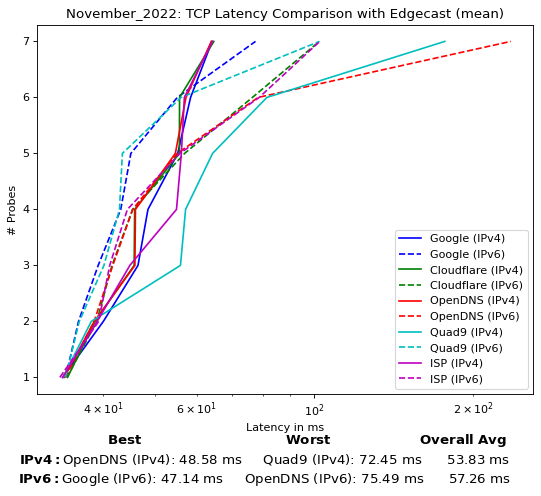 November_2022: TCP Latency Comparison with Edgecast (mean)
7
6
5
4
3
2
1
# Probes
Google (IPv4)
Google (IPv6)
Cloudflare (IPv4)
Cloudflare (IPv6)
OpenDNS (IPv4)
OpenDNS (IPv6)
Quad9 (IPv4)
Quad9 (IPv6)
ISP (IPv4)
ISP (IPv6)
4 × 10¹ 6 × 10¹ 10² 2 × 10²
Latency in ms
Best Worst Overall Avg
IPv4: OpenDNS (IPv4): 48.58 ms Quad9 (IPv4): 72.45 ms 53.83 ms
IPv6: Google (IPv6): 47.14 ms OpenDNS (IPv6): 75.49 ms 57.26 ms